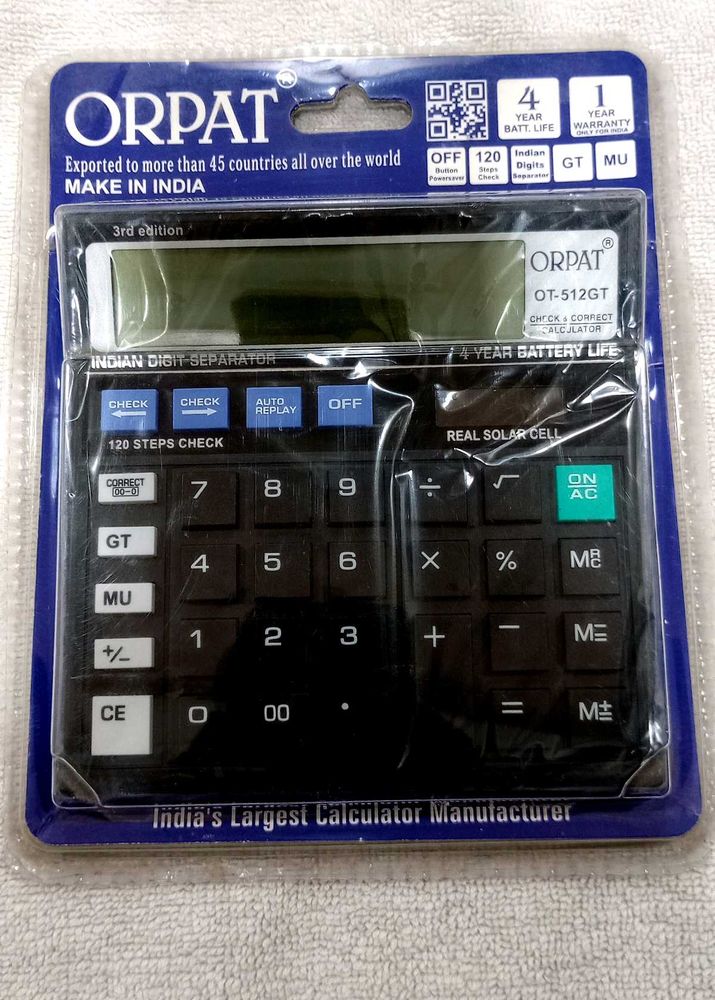 ORPAT®
Exported to more than 45 countries all over the world
MAKE IN INDIA
4
YEAR
BATT. LIFE
1
YEAR
WARRANTY
ONLY FOR INDIA
OFF
Button
Powersaver
120
Steps
Check
Indian
Digits
Separator
GT
MU
3rd edition
ORPAT®
OT-512GT
CHECK & CORRECT
CALCULATOR
INDIAN DIGIT SEPARATOR
4 YEAR BATTERY LIFE
CHECK ←
CHECK →
AUTO REPLAY
OFF
120 STEPS CHECK
REAL SOLAR CELL
CORRECT
00→0
7 8 9 ÷ √ ON/AC
GT
4 5 6 × % MRC
MU
1 2 3 + − M−=
+/−
CE
0 00 . = M+=
India's Largest Calculator Manufacturer